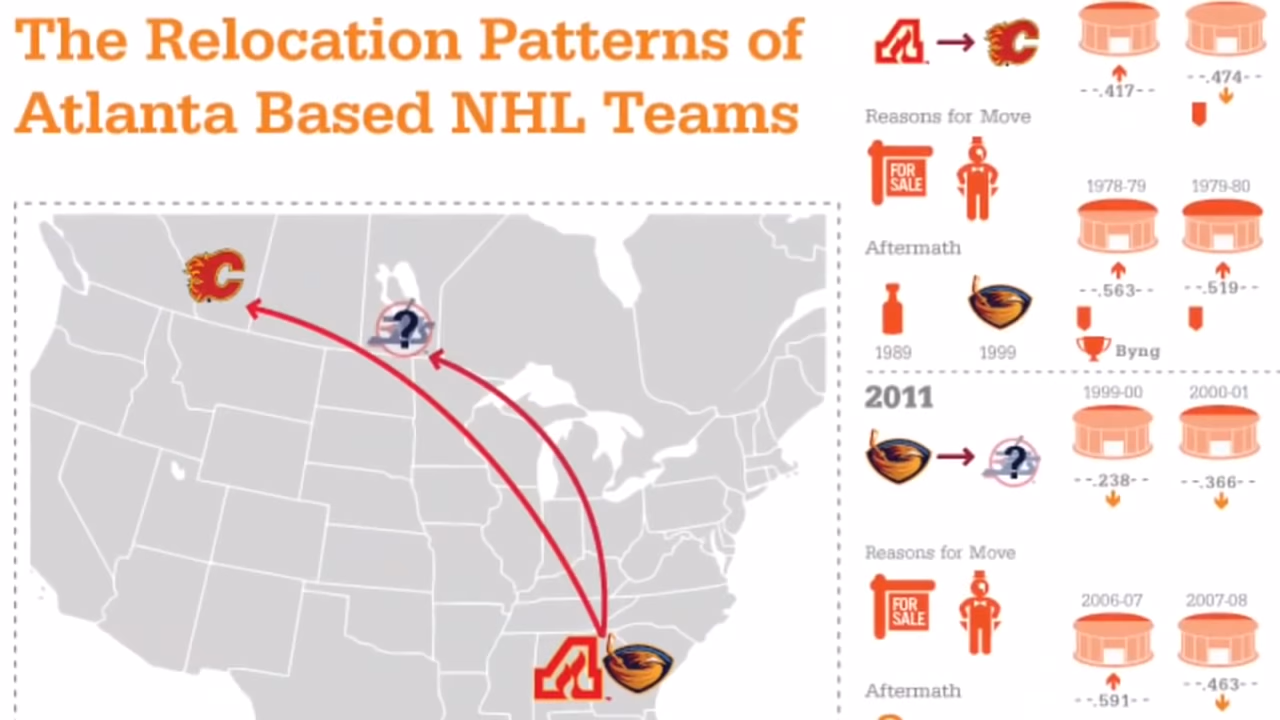 The Relocation Patterns of
Atlanta Based NHL Teams
A
C
--.417--
--.474--
Reasons for Move
FOR
SALE
1978-79
1979-80
Aftermath
--.563--
--.519--
1989
1999
Byng
2011
1999-00
2000-01
?
--.238--
--.366--
Reasons for Move
FOR
SALE
2006-07
2007-08
Aftermath
--.591--
--.463--
C
?
A